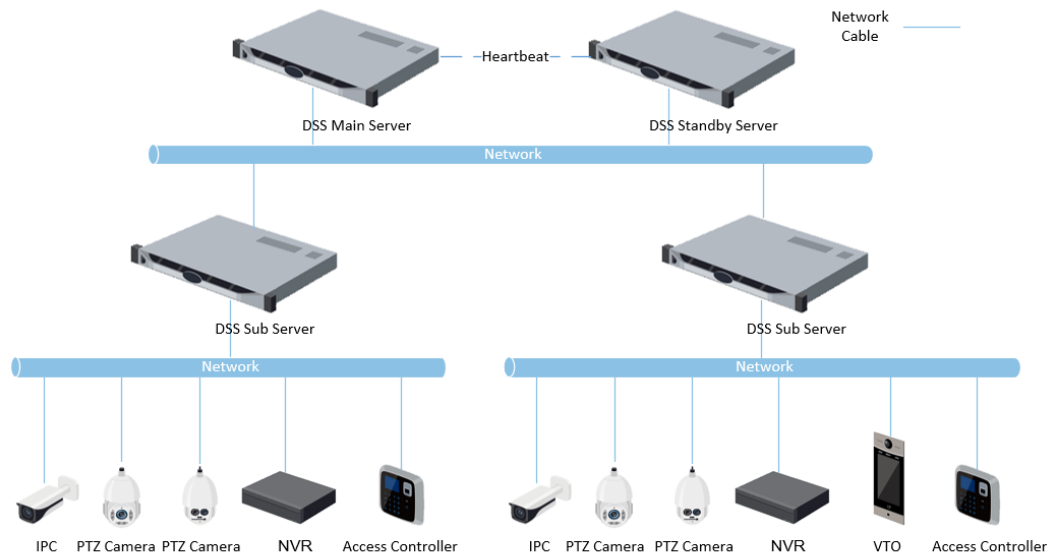 Network
Cable
Heartbeat
DSS Main Server
DSS Standby Server
Network
DSS Sub Server
DSS Sub Server
Network
Network
IPC
PTZ Camera
PTZ Camera
NVR
Access Controller
IPC
PTZ Camera
PTZ Camera
NVR
VTO
Access Controller